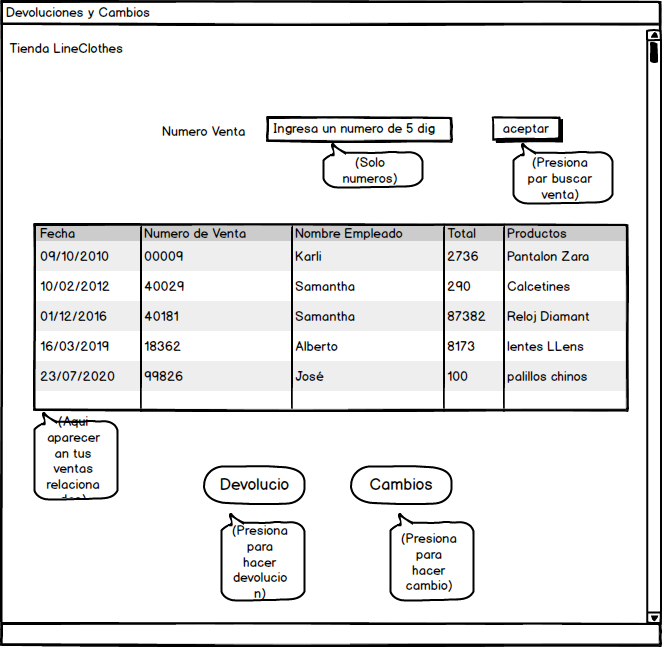 Devoluciones y Cambios
Tienda LineClothes
Numero Venta
Ingresa un numero de 5 dig
aceptar
(Solo
numeros)
(Presiona
par buscar
venta)
Fecha Numero de Venta Nombre Empleado Total Productos
09/10/2010 00009 Karli 2736 Pantalon Zara
10/02/2012 40029 Samantha 290 Calcetines
01/12/2016 40181 Samantha 87382 Reloj Diamant
16/03/2019 18362 Alberto 8173 lentes LLens
23/07/2020 99826 José 100 palillos chinos
(Aqui
aparecer
an tus
ventas
relaciona
Devolucio
Cambios
(Presiona
para
hacer
devolucio
n)
(Presiona
para
hacer
cambio)